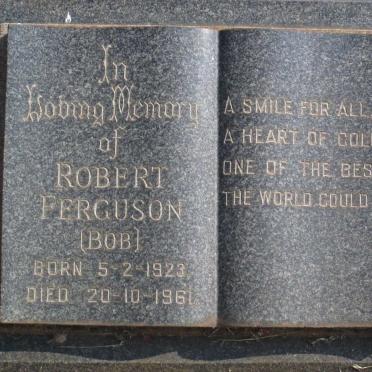 In
Loving Memory
of
ROBERT
FERGUSON
(BOB)
BORN 5-2-1923
DIED 20-10-1961
A SMILE FOR ALL
A HEART OF GOL
ONE OF THE BES
THE WORLD COULD